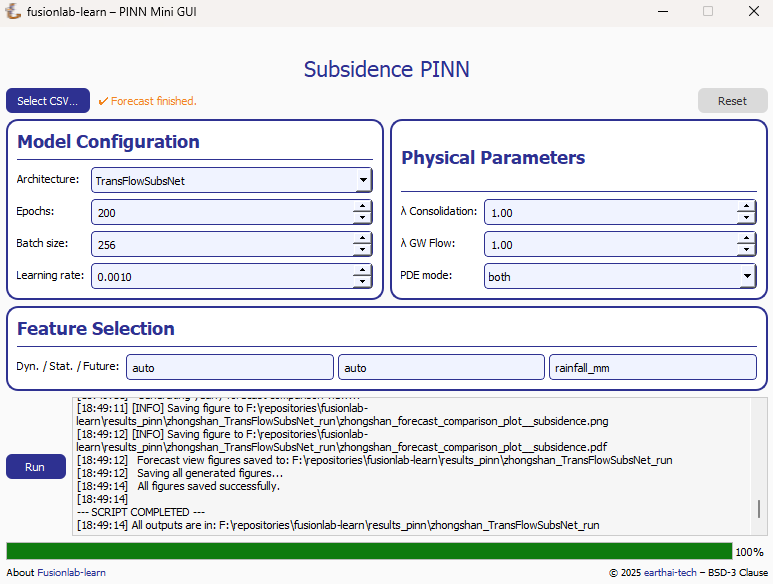 fusionlab-learn – PINN Mini GUI
Subsidence PINN
Select CSV... ✓ Forecast finished. Reset
Model Configuration
Architecture: TransFlowSubsNet
Epochs: 200
Batch size: 256
Learning rate: 0.0010
Physical Parameters
λ Consolidation: 1.00
λ GW Flow: 1.00
PDE mode: both
Feature Selection
Dyn. / Stat. / Future: auto auto rainfall_mm
[18:49:11] [INFO] Saving figure to F:\repositories\fusionlab-
learn\results_pinn\zhongshan_TransFlowSubsNet_run\zhongshan_forecast_comparison_plot__subsidence.png
[18:49:12] [INFO] Saving figure to F:\repositories\fusionlab-
learn\results_pinn\zhongshan_TransFlowSubsNet_run\zhongshan_forecast_comparison_plot__subsidence.pdf
[18:49:12] Forecast view figures saved to: F:\repositories\fusionlab-learn\results_pinn\zhongshan_TransFlowSubsNet_run
[18:49:12] Saving all generated figures...
[18:49:14] All figures saved successfully.
[18:49:14]
--- SCRIPT COMPLETED ---
[18:49:14] All outputs are in: F:\repositories\fusionlab-learn\results_pinn\zhongshan_TransFlowSubsNet_run
Run
100%
About Fusionlab-learn
© 2025 earthai-tech – BSD-3 Clause